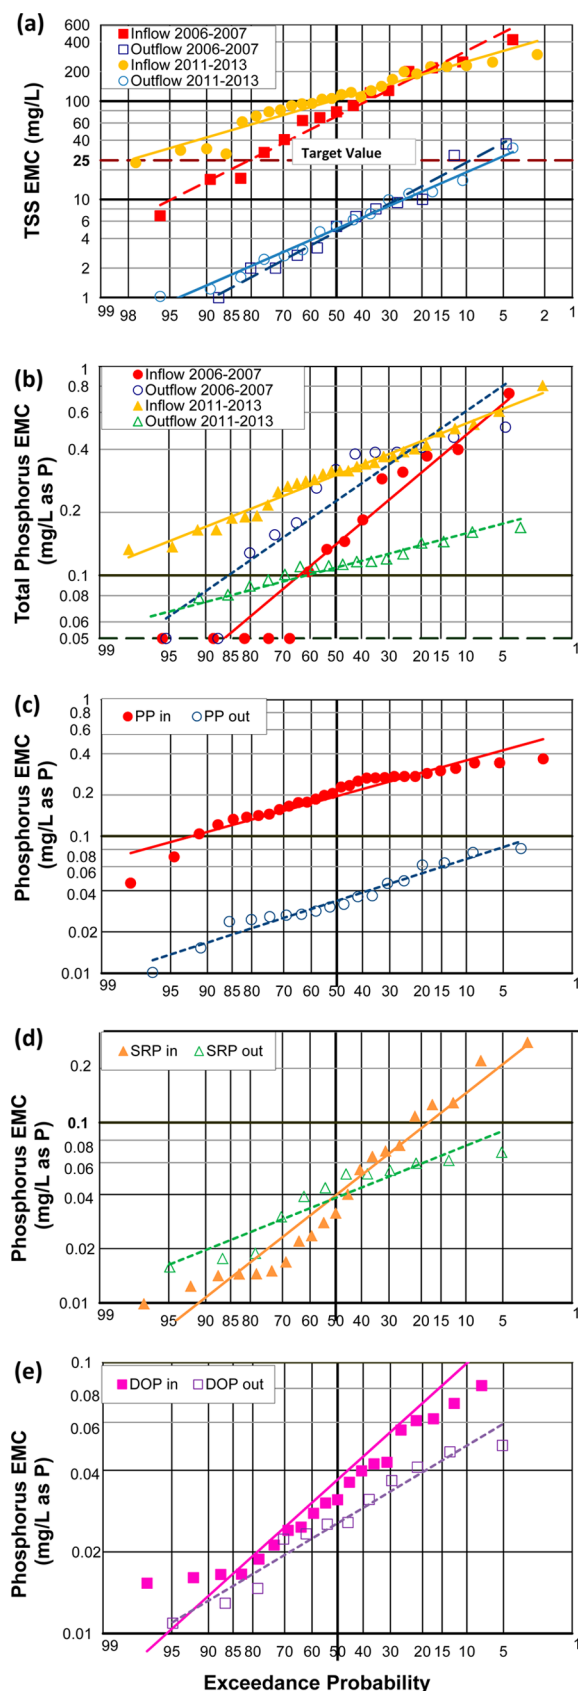 (a)
TSS EMC (mg/L)
600
400
200
100
60
40
25
20
10
6
4
2
1
Inflow 2006-2007
Outflow 2006-2007
Inflow 2011-2013
Outflow 2011-2013
Target Value
99 98 95 90 85 80 70 60 50 40 30 20 15 10 5 2 1
(b)
Total Phosphorus EMC
(mg/L as P)
1
0.8
0.6
0.4
0.2
0.1
0.08
0.06
0.05
Inflow 2006-2007
Outflow 2006-2007
Inflow 2011-2013
Outflow 2011-2013
99 95 90 85 80 70 60 50 40 30 20 15 10 5 1
(c)
Phosphorus EMC
(mg/L as P)
1
0.8
0.6
0.4
0.2
0.1
0.08
0.06
0.04
0.02
0.01
PP in PP out
99 95 90 85 80 70 60 50 40 30 20 15 10 5 1
(d)
Phosphorus EMC
(mg/L as P)
0.2
0.1
0.08
0.06
0.04
0.02
0.01
SRP in SRP out
99 95 90 85 80 70 60 50 40 30 20 15 10 5 1
(e)
Phosphorus EMC
(mg/L as P)
0.1
0.08
0.06
0.04
0.02
0.01
DOP in DOP out
99 95 90 85 80 70 60 50 40 30 20 15 10 5 1
Exceedance Probability